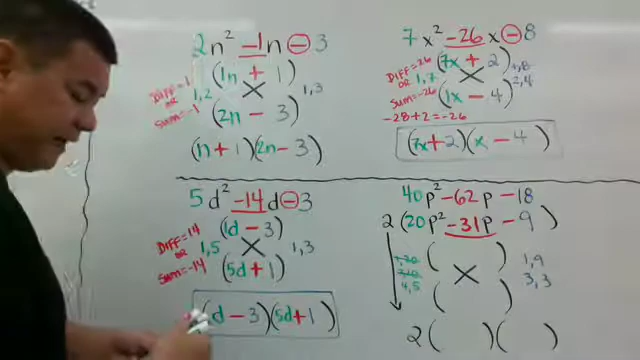 2n² -1n - 3
(1n + 1)
DIFF = 1
OR
SUM = -1
1, 2
1, 3
(2n - 3)
(n + 1)(2n - 3)
7x² -26x - 8
(7x + 2)
DIFF = 26
OR
SUM = -26
1, 7
1, 8
2, 4
(1x - 4)
-28 + 2 = -26
(7x + 2)(x - 4)
5d² -14d - 3
(1d - 3)
DIFF = 14
OR
SUM = -14
1, 5
1, 3
(5d + 1)
(d - 3)(5d + 1)
40p² - 62p - 18
2(20p² - 31p - 9)
( )
1, 20
2, 10
4, 5
1, 9
3, 3
( )
2( )( )